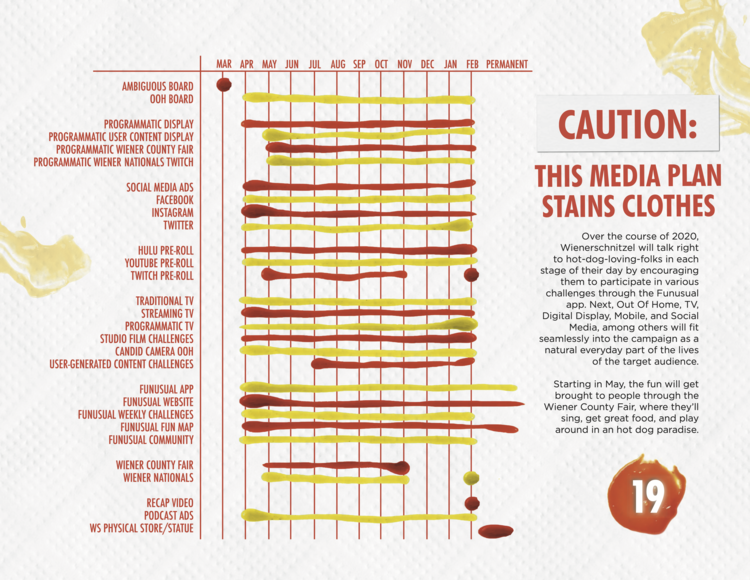 MAR APR MAY JUN JUL AUG SEP OCT NOV DEC JAN FEB PERMANENT
AMBIGUOUS BOARD
OOH BOARD
PROGRAMMATIC DISPLAY
PROGRAMMATIC USER CONTENT DISPLAY
PROGRAMMATIC WIENER COUNTY FAIR
PROGRAMMATIC WIENER NATIONALS TWITCH
SOCIAL MEDIA ADS
FACEBOOK
INSTAGRAM
TWITTER
HULU PRE-ROLL
YOUTUBE PRE-ROLL
TWITCH PRE-ROLL
TRADITIONAL TV
STREAMING TV
PROGRAMMATIC TV
STUDIO FILM CHALLENGES
CANDID CAMERA OOH
USER-GENERATED CONTENT CHALLENGES
FUNUSUAL APP
FUNUSUAL WEBSITE
FUNUSUAL WEEKLY CHALLENGES
FUNUSUAL FUN MAP
FUNUSUAL COMMUNITY
WIENER COUNTY FAIR
WIENER NATIONALS
RECAP VIDEO
PODCAST ADS
WS PHYSICAL STORE/STATUE
CAUTION:
THIS MEDIA PLAN
STAINS CLOTHES
Over the course of 2020,
Wienerschnitzel will talk right
to hot-dog-loving-folks in each
stage of their day by encouraging
them to participate in various
challenges through the Funusual
app. Next, Out Of Home, TV,
Digital Display, Mobile, and Social
Media, among others will fit
seamlessly into the campaign as a
natural everyday part of the lives
of the target audience.
Starting in May, the fun will get
brought to people through the
Wiener County Fair, where they'll
sing, get great food, and play
around in an hot dog paradise.
19